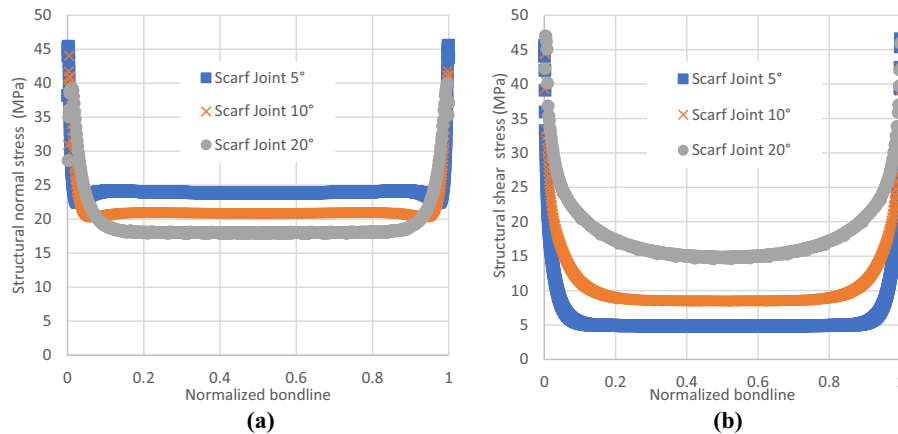 50
45
40
35
30
25
20
15
10
5
0
Structural normal stress (MPa)
Scarf Joint 5°
Scarf Joint 10°
Scarf Joint 20°
0 0.2 0.4 0.6 0.8 1
Normalized bondline
(a)
50
45
40
35
30
25
20
15
10
5
0
Structural shear stress (MPa)
Scarf Joint 5°
Scarf Joint 10°
Scarf Joint 20°
0 0.2 0.4 0.6 0.8
Normalized bondline
(b)